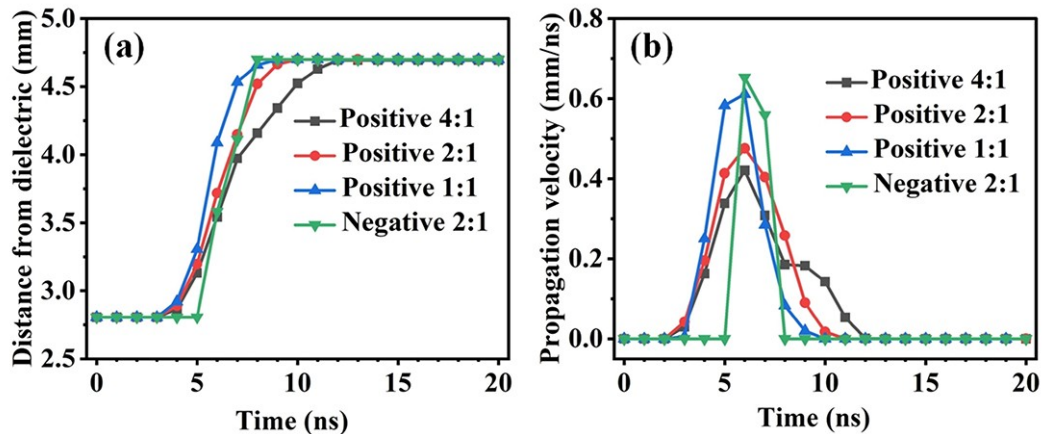 (a)
Distance from dielectric (mm)
5.0
4.5
4.0
3.5
3.0
2.5
Positive 4:1
Positive 2:1
Positive 1:1
Negative 2:1
0 5 10 15 20
Time (ns)
(b)
Propagation velocity (mm/ns)
0.8
0.6
0.4
0.2
0.0
Positive 4:1
Positive 2:1
Positive 1:1
Negative 2:1
0 5 10 15 20
Time (ns)